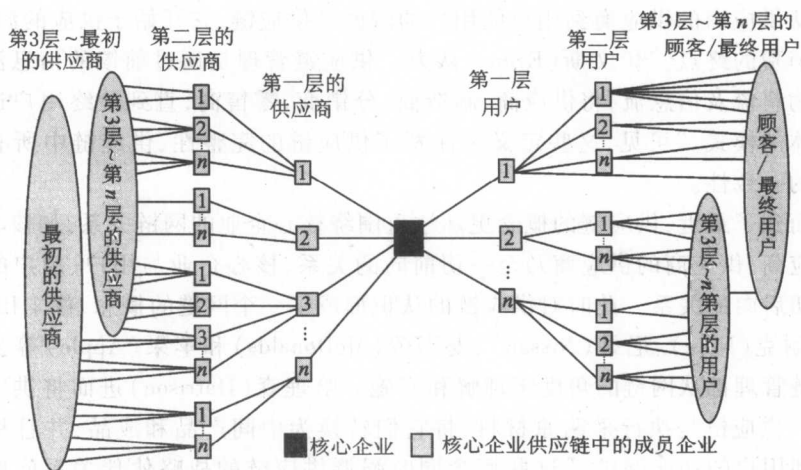 第3层~最初
的供应商
第二层的
供应商
第一层的
供应商
第一层
用户
第二层
用户
第3层~第n层的
顾客/最终用户
最初的供应商
第3层~第n层的供应商
1
2
n
1
n
1
2
3
n
1
n
1
2
3
⋮
n
1
2
⋮
n
1
2
n
1
n
1
2
n
顾客/最终用户
第3层~n第层的用户
核心企业
核心企业供应链中的成员企业